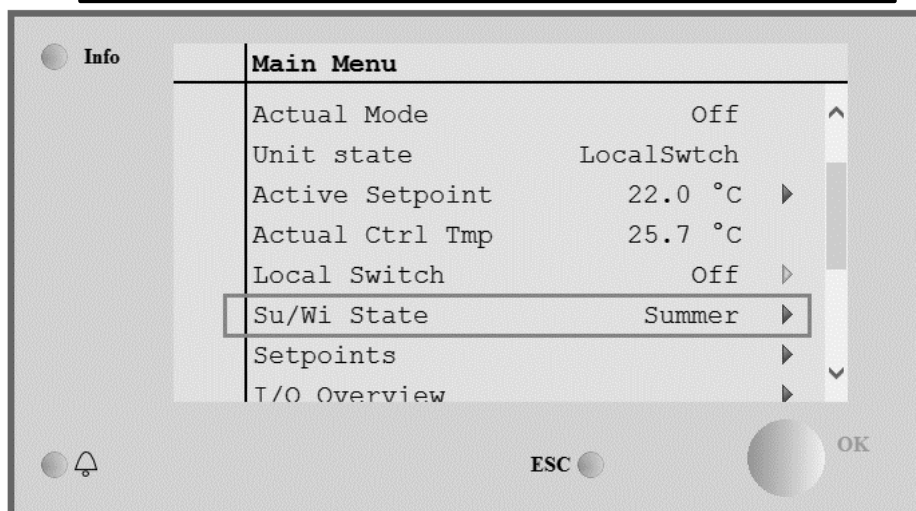 Info
Main Menu
Actual Mode Off
Unit state LocalSwtch
Active Setpoint 22.0 °C
Actual Ctrl Tmp 25.7 °C
Local Switch Off
Su/Wi State Summer
Setpoints
I/O Overview
ESC
OK